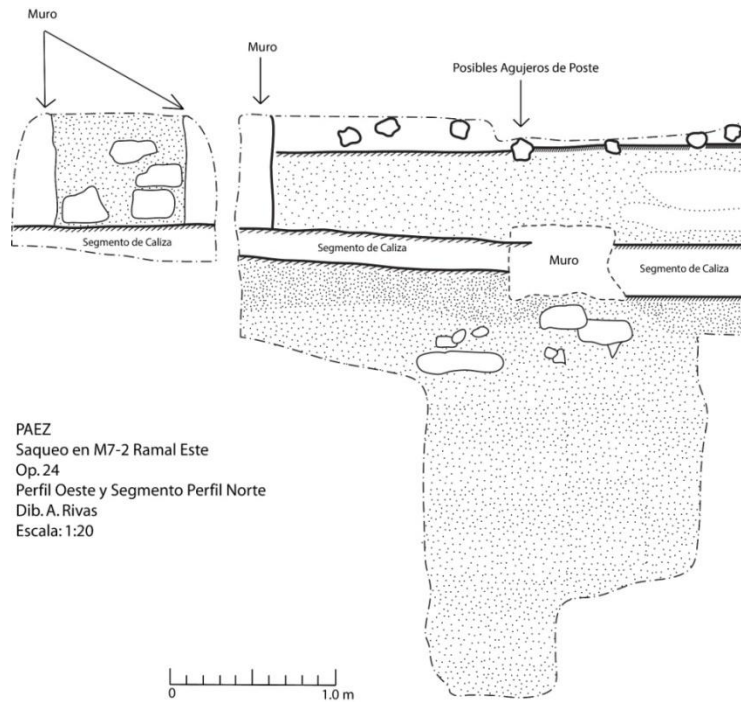 Muro
Muro
Posibles Agujeros de Poste
Segmento de Caliza
Segmento de Caliza
Muro
Segmento de Caliza
PAEZ
Saqueo en M7-2 Ramal Este
Op. 24
Perfil Oeste y Segmento Perfil Norte
Dib. A. Rivas
Escala: 1:20
0
1.0 m